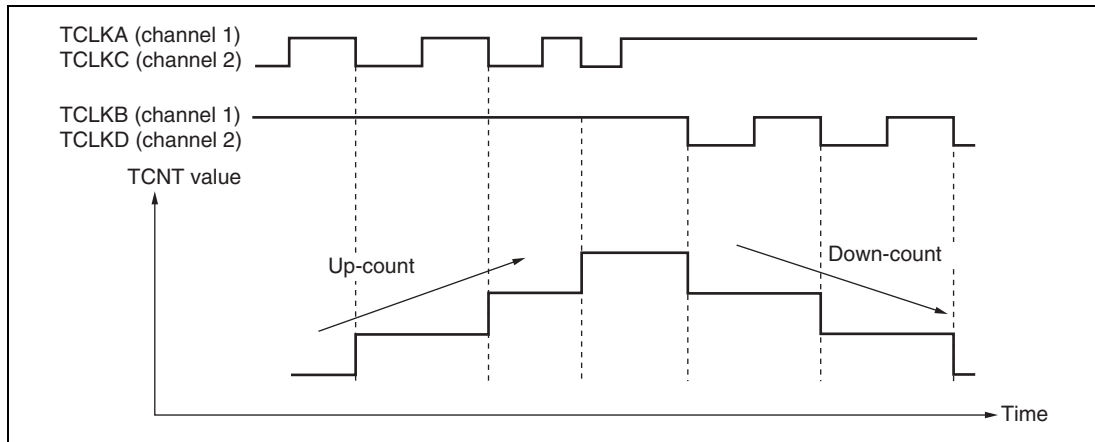 TCLKA (channel 1)
TCLKC (channel 2)
TCLKB (channel 1)
TCLKD (channel 2)
TCNT value
Up-count
Down-count
Time